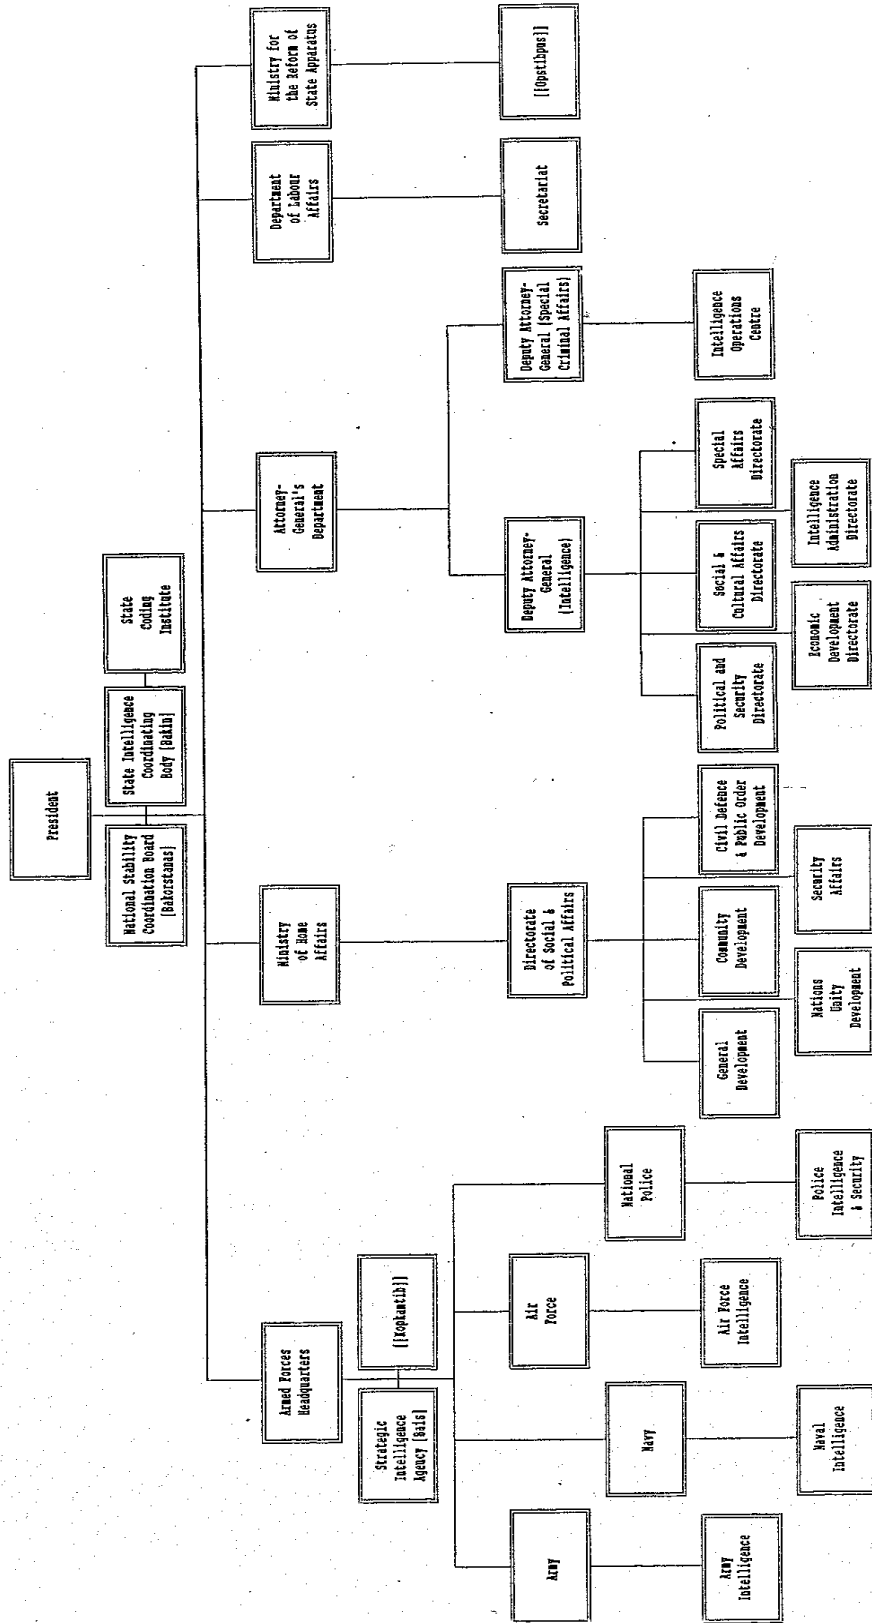 President
National Stability
Coordination Board
[Bakorstanas]
State Intelligence
Coordinating
Body [Bakin]
State
Coding
Institute
Armed Forces
Headquarters
Ministry
of Home
Affairs
Attorney-
General's
Department
Department
of Labour
Affairs
Ministry for
the Reform of
State Apparatus
Strategic
Intelligence
Agency [Bais]
[[Kopkamtib]]
Army
Navy
Air
Force
National
Police
Directorate
of Social &
Political Affairs
Deputy Attorney-
General
(Intelligence)
Deputy Attorney-
General (Special
Criminal Affairs)
Secretariat
[[Opstibpus]]
Army
Intelligence
Naval
Intelligence
Air Force
Intelligence
Police
Intelligence
& Security
General
Development
Nations
Unity
Development
Community
Development
Security
Affairs
Civil Defence
& Public Order
Development
Political and
Security
Directorate
Economic
Development
Directorate
Social &
Cultural Affairs
Directorate
Intelligence
Administration
Directorate
Special
Affairs
Directorate
Intelligence
Operations
Centre